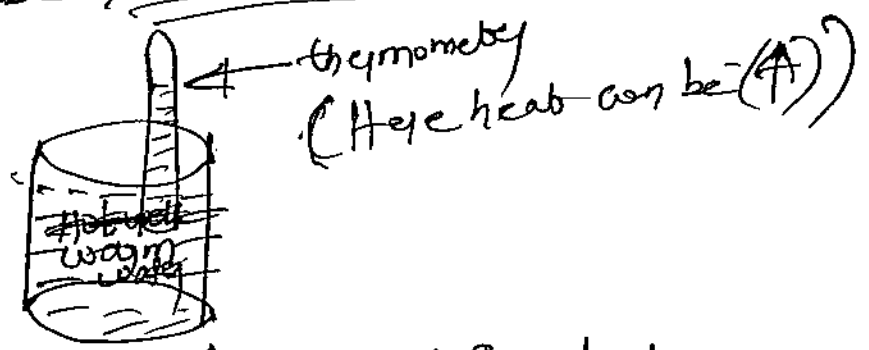 thermometer
(Here heat can be (↑))
warm
water